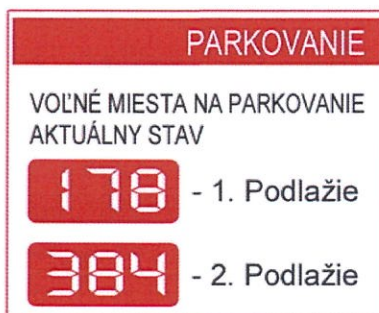 PARKOVANIE
VOĽNÉ MIESTA NA PARKOVANIE
AKTUÁLNY STAV
178 - 1. Podlažie
384 - 2. Podlažie